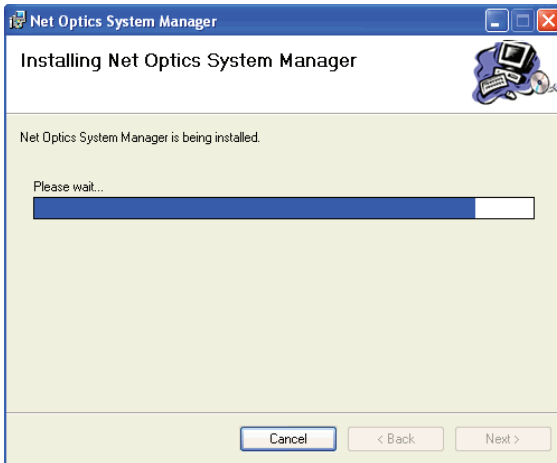 Net Optics System Manager
Installing Net Optics System Manager
Net Optics System Manager is being installed.
Please wait...
Cancel
< Back
Next >